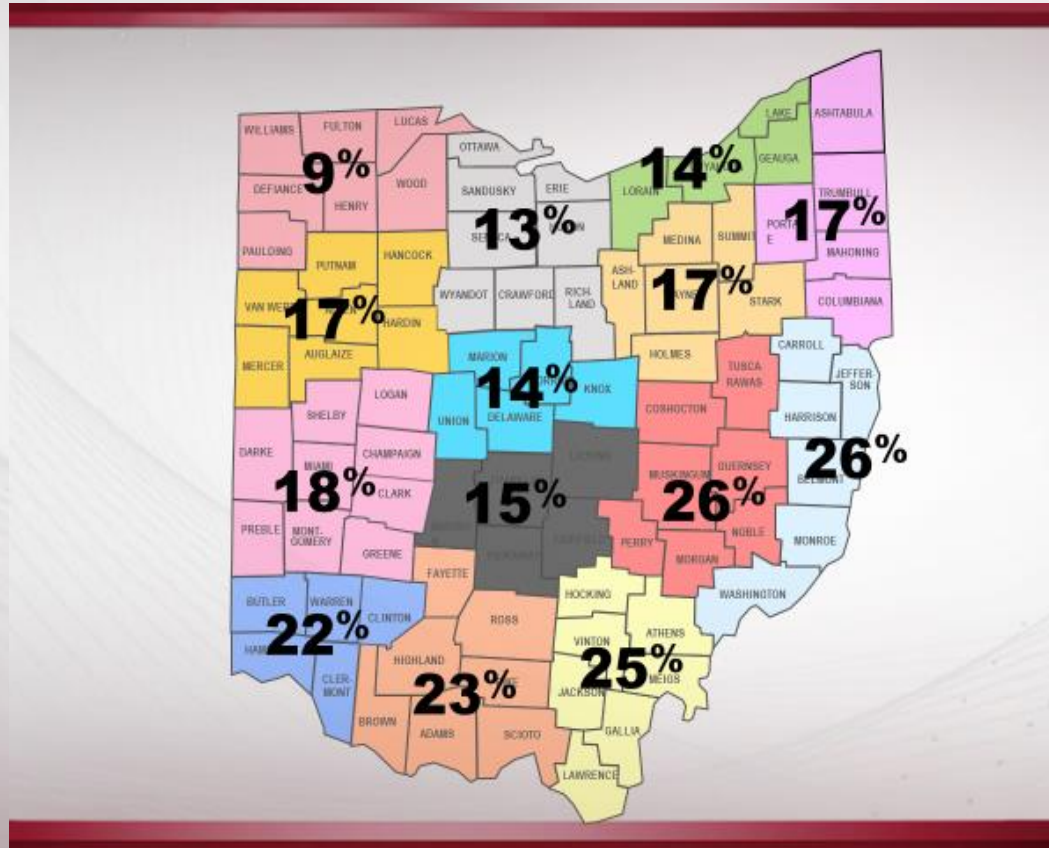 WILLIAMS
FULTON
LUCAS
9%
DEFIANCE
HENRY
WOOD
PAULDING
OTTAWA
SANDUSKY
ERIE
13%
WYANDOT
CRAWFORD
RICH-
LAND
LAKE
GEAUGA
14%
LORAIN
ASHTABULA
TRUMBULL
17%
MAHONING
COLUMBIANA
MEDINA
SUMMIT
ASH-
LAND
17%
STARK
HOLMES
PUTNAM
HANCOCK
VAN WERT
17%
HARDIN
MERCER
AUGLAIZE
MARION
14%
KNOX
UNION
DELAWARE
CARROLL
JEFFER-
SON
HARRISON
26%
BELMONT
MONROE
WASHINGTON
TUSCA
RAWAS
COSHOCTON
MUSKINGUM
GUERNSEY
26%
NOBLE
PERRY
MORGAN
LOGAN
SHELBY
DARKE
MIAMI
CHAMPAIGN
18%
CLARK
PREBLE
MONT-
GOMERY
GREENE
15%
BUTLER
WARREN
CLINTON
22%
CLER-
MONT
FAYETTE
ROSS
HIGHLAND
23%
BROWN
ADAMS
SCIOTO
HOCKING
VINTON
ATHENS
25%
MEIGS
JACKSON
GALLIA
LAWRENCE